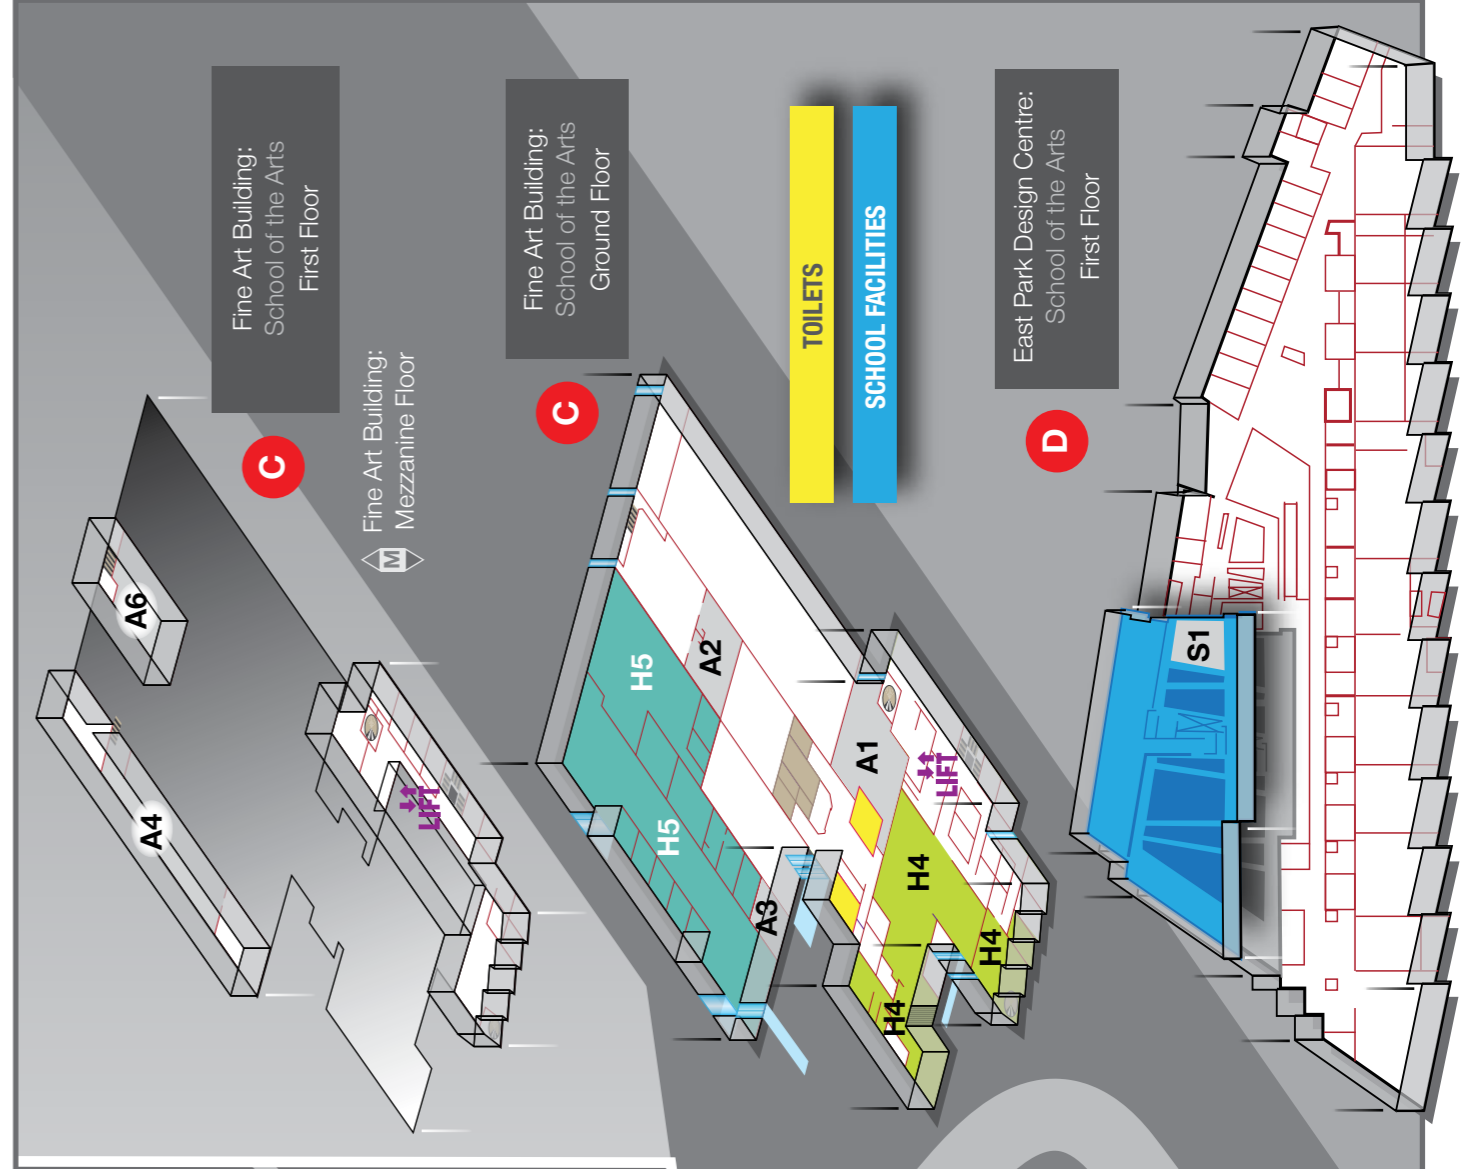 Fine Art Building:
School of the Arts
First Floor
C
Fine Art Building:
Mezzanine Floor
M
A6
A4
LIFT
Fine Art Building:
School of the Arts
Ground Floor
C
H5
A2
H5
A1
A3
LIFT
H4
H4
H4
TOILETS
SCHOOL FACILITIES
East Park Design Centre:
School of the Arts
First Floor
D
S1